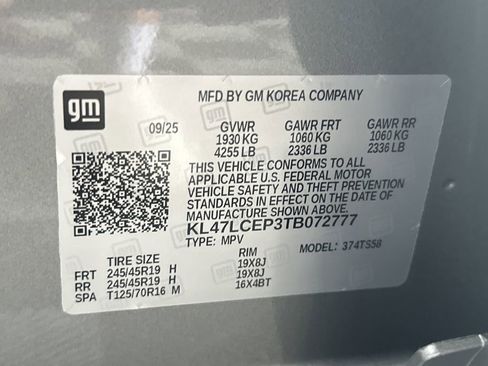 gm
MFD BY GM KOREA COMPANY
09/25 GVWR GAWR FRT GAWR RR
1930 KG 1060 KG 1060 KG
4255 LB 2336 LB 2336 LB
THIS VEHICLE CONFORMS TO ALL
APPLICABLE U.S. FEDERAL MOTOR
VEHICLE SAFETY AND THEFT PREVENTION
STANDARDS IN EFFECT ON THE DATE OF
MANUFACTURE SHOWN ABOVE.
KL47LCEP3TB072777
TYPE: MPV MODEL: 374TS58
TIRE SIZE RIM
FRT 245/45R19 H 19X8J
RR 245/45R19 H 19X8J
SPA T125/70R16 M 16X4BT